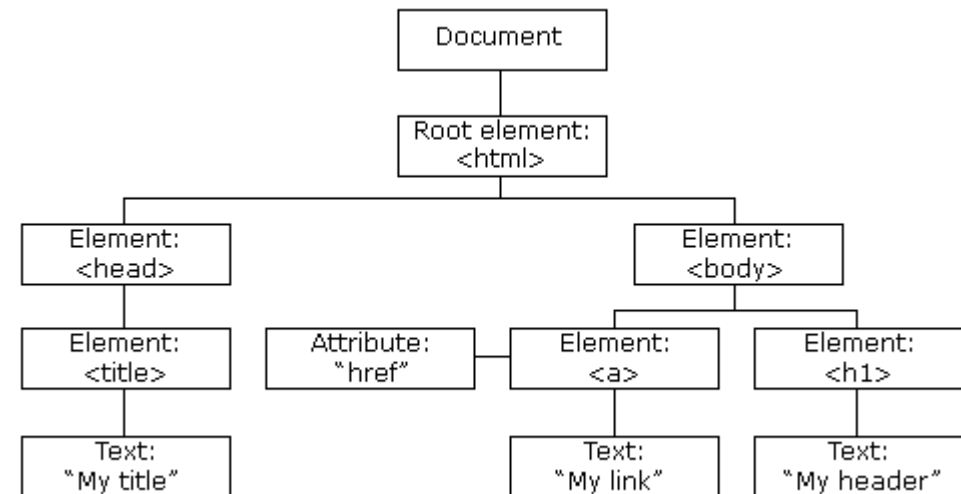 Document
Root element:
<html>
Element:
<head>
Element:
<body>
Element:
<title>
Attribute:
“href”
Element:
<a>
Element:
<h1>
Text:
“My title”
Text:
“My link”
Text:
“My header”